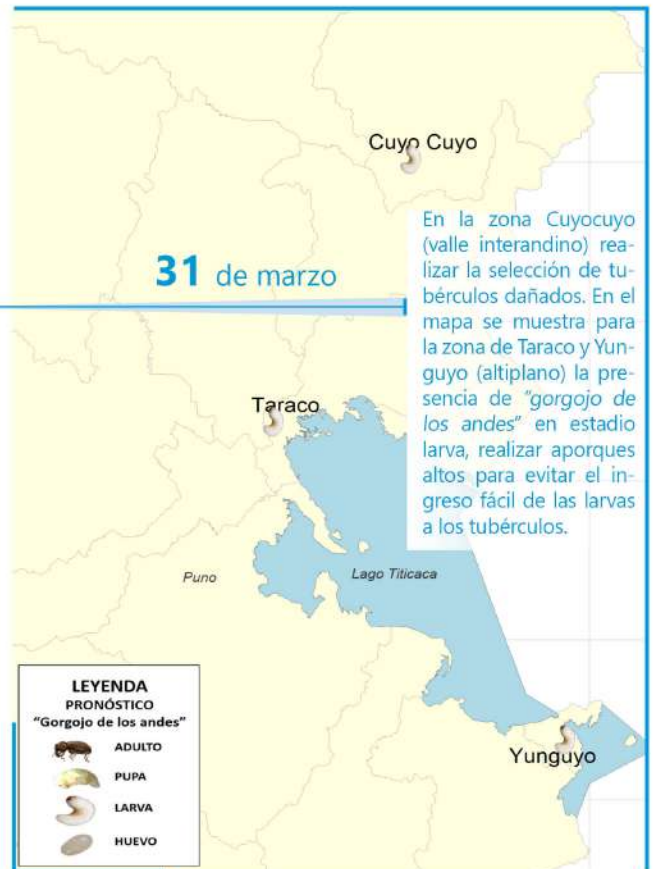 Cuyo Cuyo
En la zona Cuyocuyo
(valle interandino) rea-
lizar la selección de tu-
bérculos dañados. En el
mapa se muestra para
la zona de Taraco y Yun-
guyo (altiplano) la pre-
sencia de "gorgojo de
los andes" en estadio
larva, realizar aporques
altos para evitar el in-
greso fácil de las larvas
a los tubérculos.
31 de marzo
Taraco
Puno
Lago Titicaca
Yunguyo
LEYENDA
PRONÓSTICO
"Gorgojo de los andes"
ADULTO
PUPA
LARVA
HUEVO